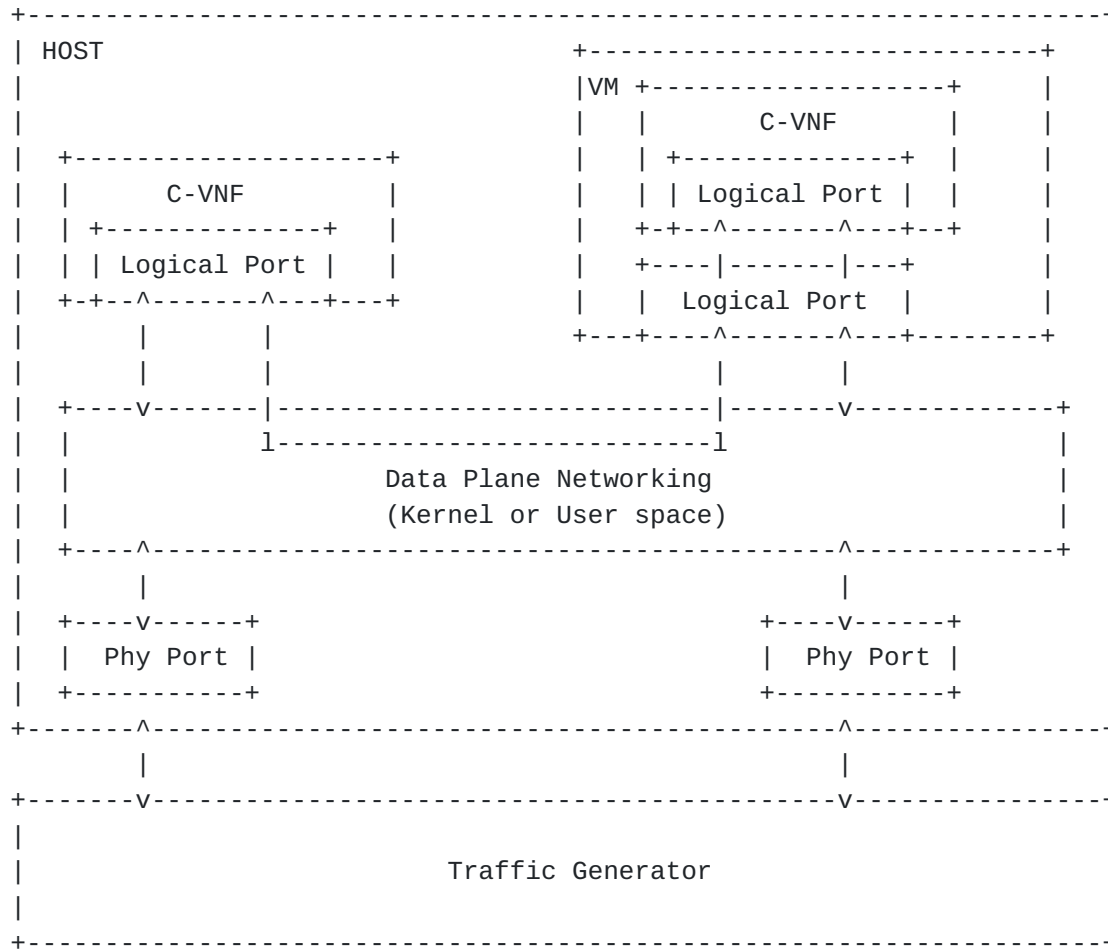 HOST
VM
C-VNF
C-VNF
Logical Port
Logical Port
Logical Port
l l
Data Plane Networking
(Kernel or User space)
Phy Port Phy Port
Traffic Generator